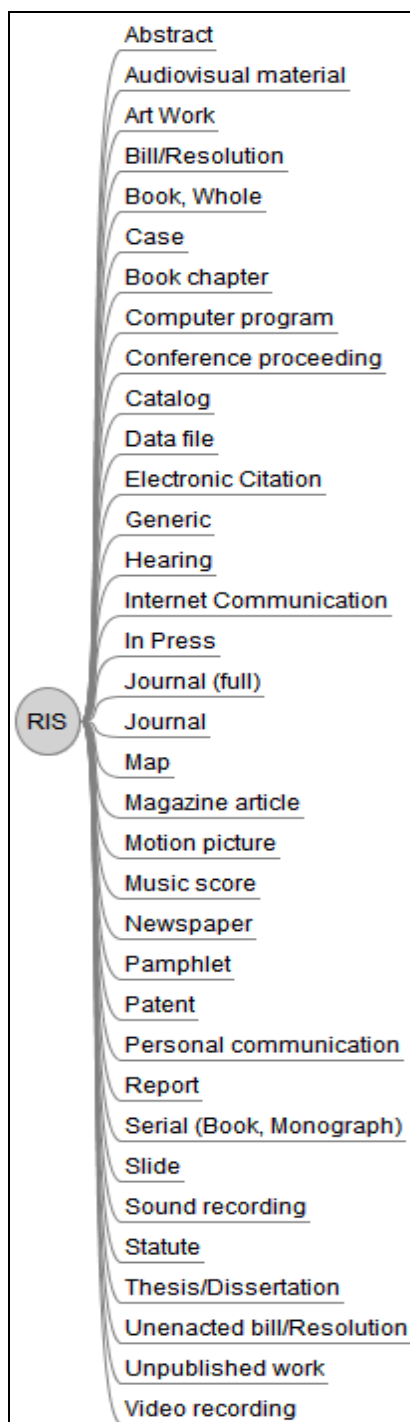 Abstract
Audiovisual material
Art Work
Bill/Resolution
Book, Whole
Case
Book chapter
Computer program
Conference proceeding
Catalog
Data file
Electronic Citation
Generic
Hearing
Internet Communication
In Press
Journal (full)
RIS
Journal
Map
Magazine article
Motion picture
Music score
Newspaper
Pamphlet
Patent
Personal communication
Report
Serial (Book, Monograph)
Slide
Sound recording
Statute
Thesis/Dissertation
Unenacted bill/Resolution
Unpublished work
Video recording